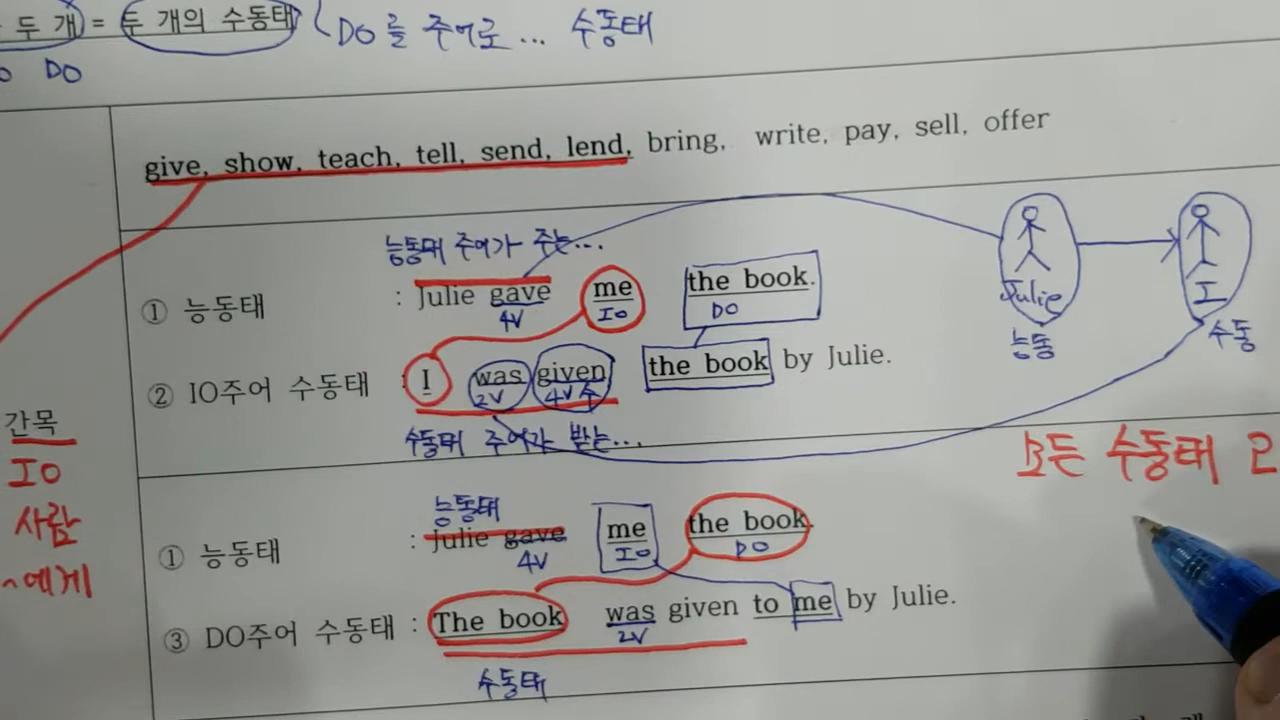 두 개 = 두 개의 수동태 DO를 주어로... 수동태
DO
give, show, teach, tell, send, lend, bring, write, pay, sell, offer
능동태 주어가 주는...
① 능동태 : Julie gave me the book.
4V IO DO
Julie I
능동 수동
② IO주어 수동태 : I was given the book by Julie.
2V 4V수
수동태 주어가 받는...
간목
IO
사람
~에게
모든 수동태
능동태
① 능동태 : Julie gave me the book.
4V IO DO
③ DO주어 수동태 : The book was given to me by Julie.
2V
수동태